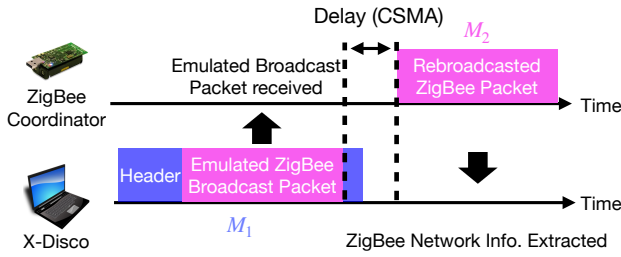 Delay (CSMA)
M₂
Emulated Broadcast
Packet received
Rebroadcasted
ZigBee Packet
ZigBee
Coordinator
Time
Header
Emulated ZigBee
Broadcast Packet
Time
X-Disco
M₁
ZigBee Network Info. Extracted